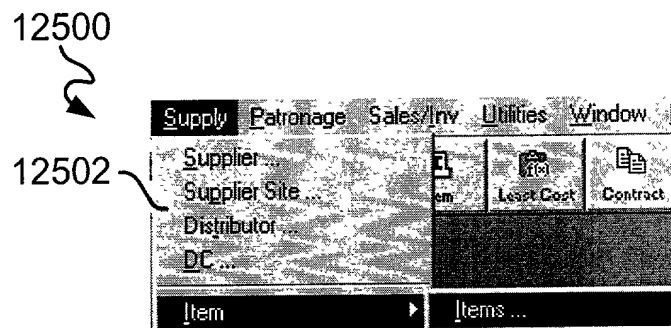 12500
Supply Patronage Sales/Inv Utilities Window
12502
Supplier ...
Supplier Site ...
Distributor ...
DC ...
Least Cost
Contract
Item
Items ...